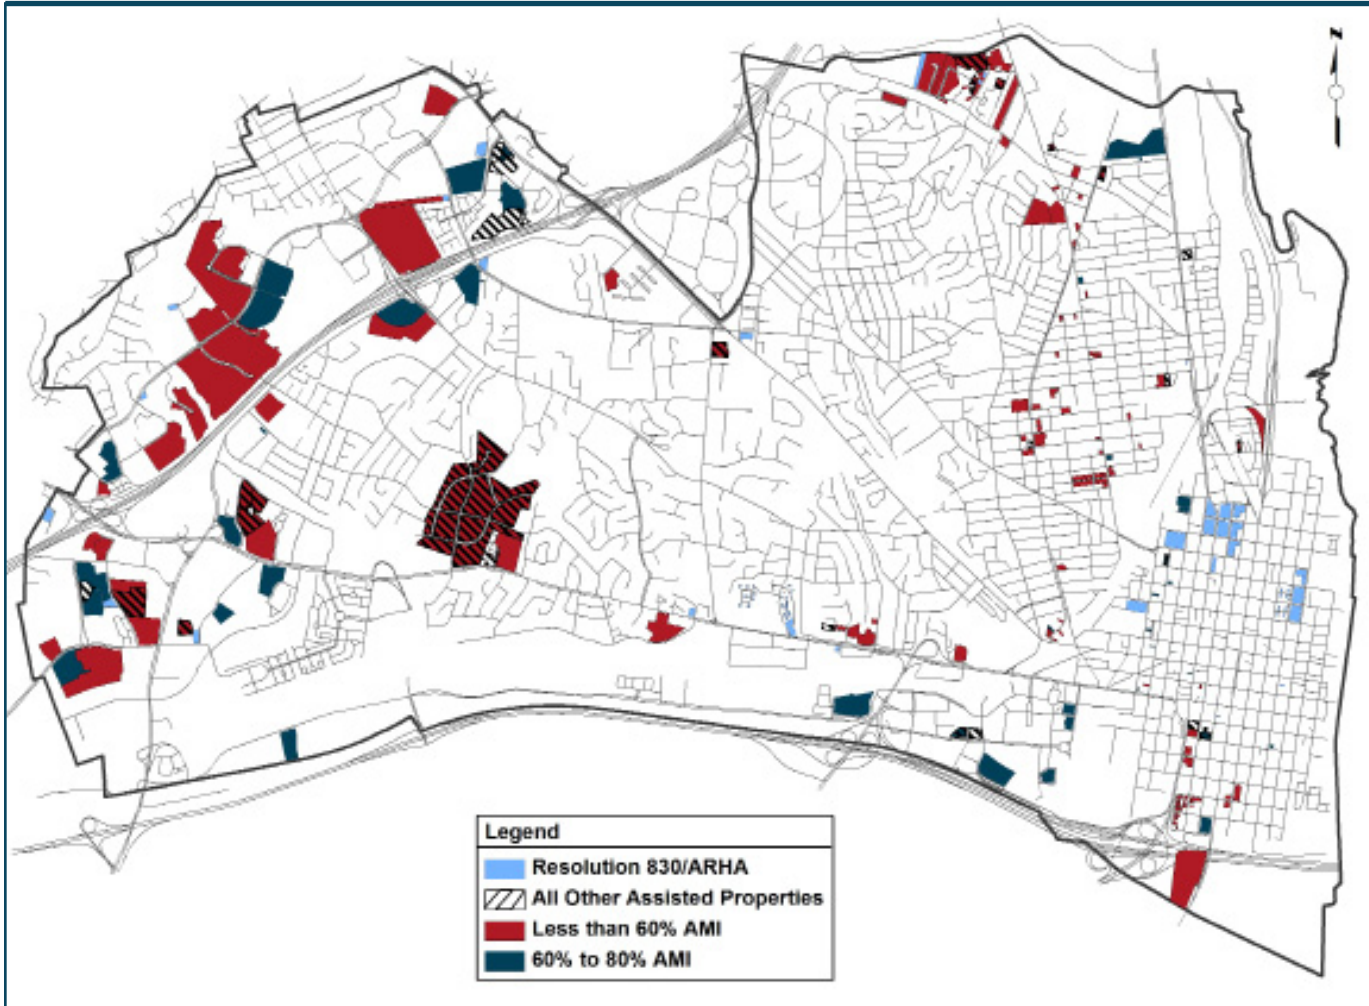 N
Legend
Resolution 830/ARHA
All Other Assisted Properties
Less than 60% AMI
60% to 80% AMI